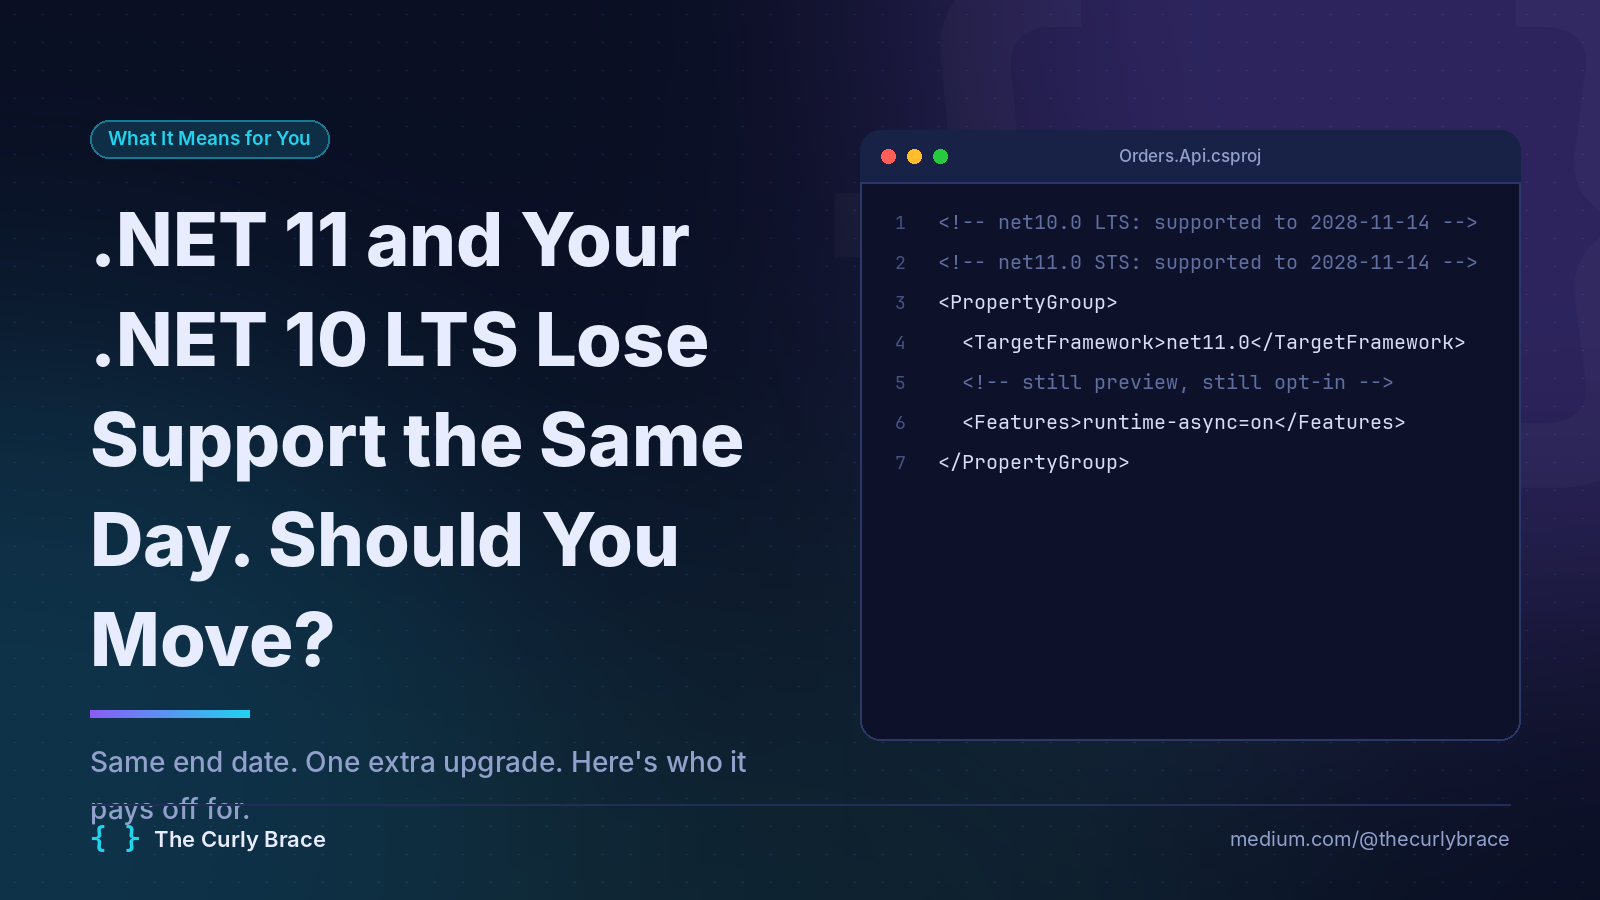 What It Means for You
.NET 11 and Your
.NET 10 LTS Lose
Support the Same
Day. Should You
Move?
Same end date. One extra upgrade. Here's who it
pays off for.
{ } The Curly Brace
Orders.Api.csproj
1 <!-- net10.0 LTS: supported to 2028-11-14 -->
2 <!-- net11.0 STS: supported to 2028-11-14 -->
3 <PropertyGroup>
4 <TargetFramework>net11.0</TargetFramework>
5 <!-- still preview, still opt-in -->
6 <Features>runtime-async=on</Features>
7 </PropertyGroup>
medium.com/@thecurlybrace